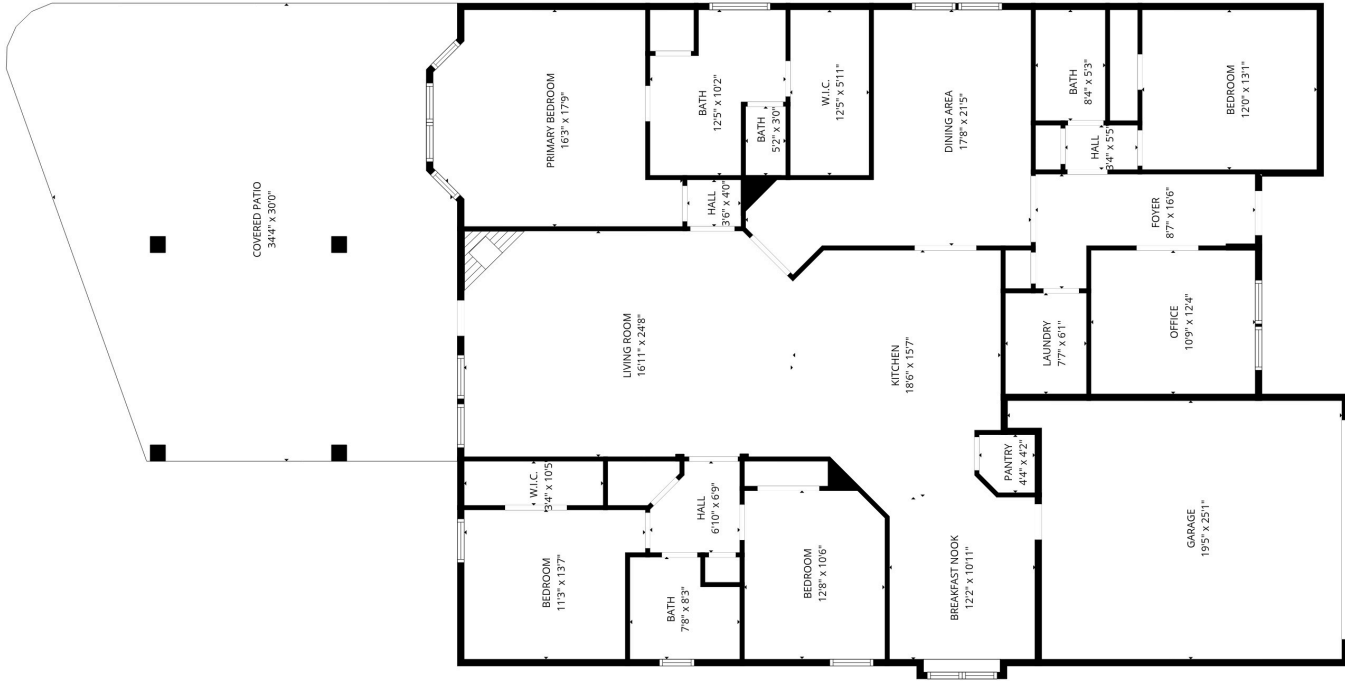 COVERED PATIO
34'4" x 30'0"
PRIMARY BEDROOM
16'3" x 17'9"
BATH
12'5" x 10'2"
BATH
5'2" x 3'0"
W.I.C.
12'5" x 5'11"
DINING AREA
17'8" x 21'5"
BATH
8'4" x 5'3"
BEDROOM
12'0" x 13'1"
HALL
3'4" x 5'5"
HALL
3'6" x 4'0"
FOYER
8'7" x 16'6"
LIVING ROOM
16'11" x 24'8"
KITCHEN
18'6" x 15'7"
LAUNDRY
7'7" x 6'1"
OFFICE
10'9" x 12'4"
W.I.C.
3'4" x 10'5"
HALL
6'10" x 6'9"
PANTRY
4'4" x 4'2"
GARAGE
19'5" x 25'1"
BEDROOM
11'3" x 13'7"
BATH
7'8" x 8'3"
BEDROOM
12'8" x 10'6"
BREAKFAST NOOK
12'2" x 10'11"